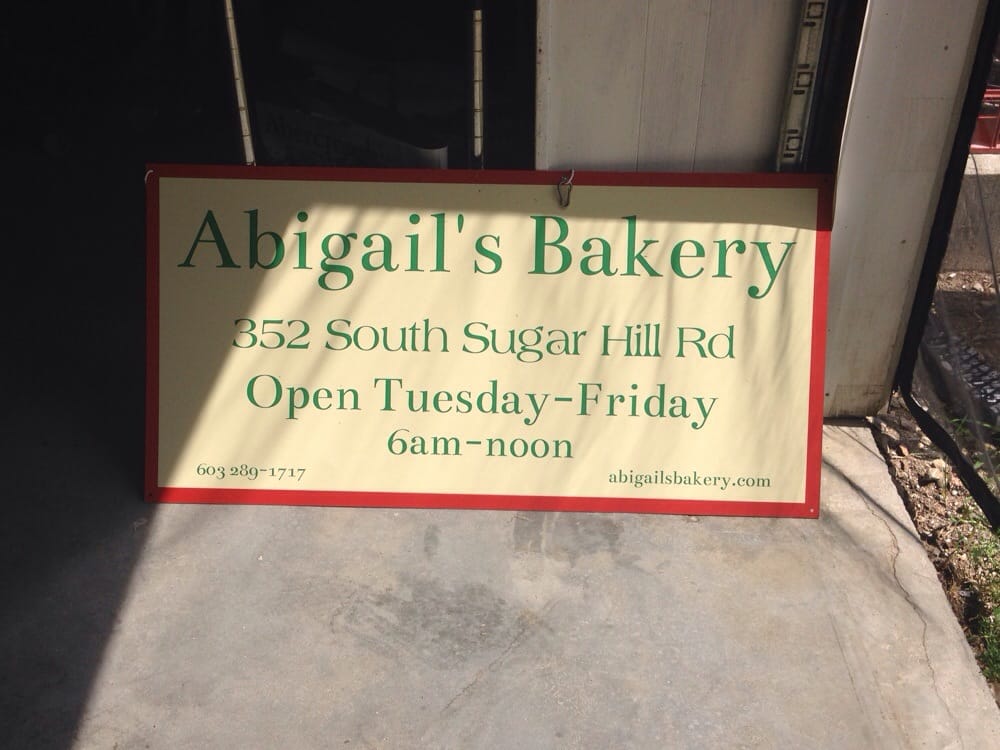 Abigail's Bakery
352 South Sugar Hill Rd
Open Tuesday-Friday
6am-noon
603 289-1717
abigailsbakery.com